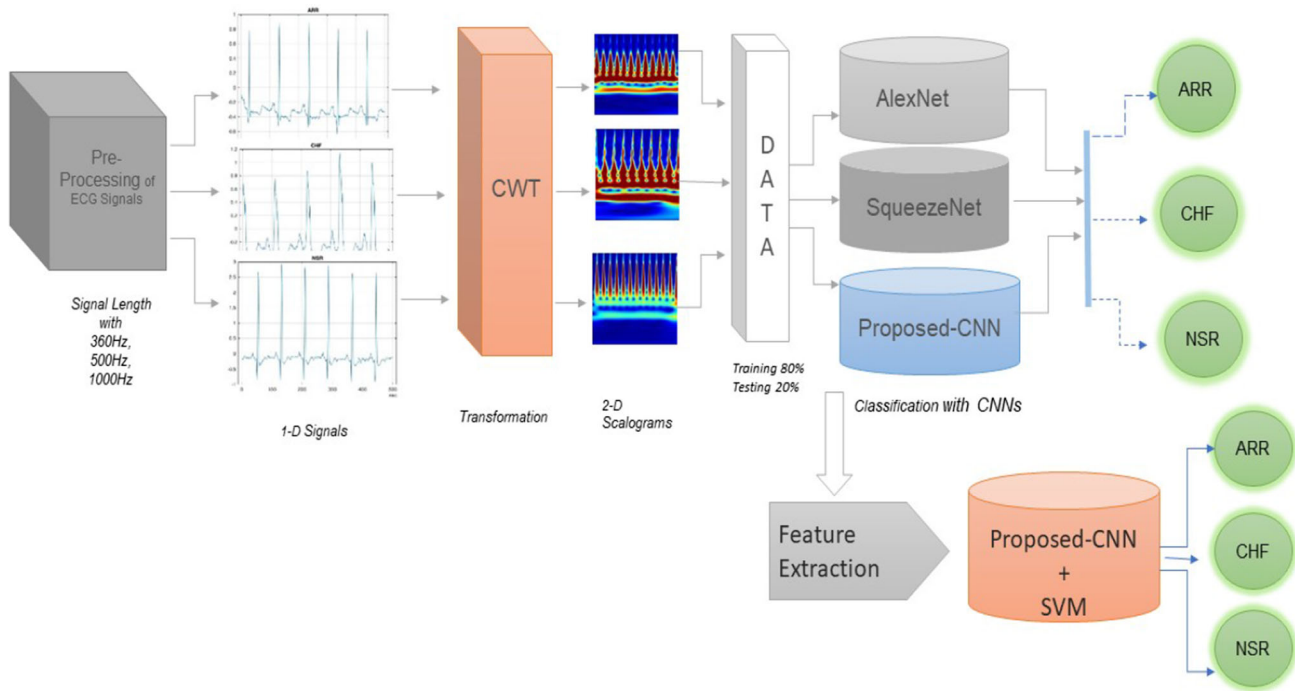 Pre-
Processing of
ECG Signals
Signal Length
with
360Hz,
500Hz,
1000Hz
ARR
CHF
NSR
1-D Signals
CWT
Transformation
2-D
Scalograms
D
A
T
A
Training 80%
Testing 20%
AlexNet
SqueezeNet
Proposed-CNN
Classification with CNNs
ARR
CHF
NSR
Feature
Extraction
Proposed-CNN
+
SVM
ARR
CHF
NSR